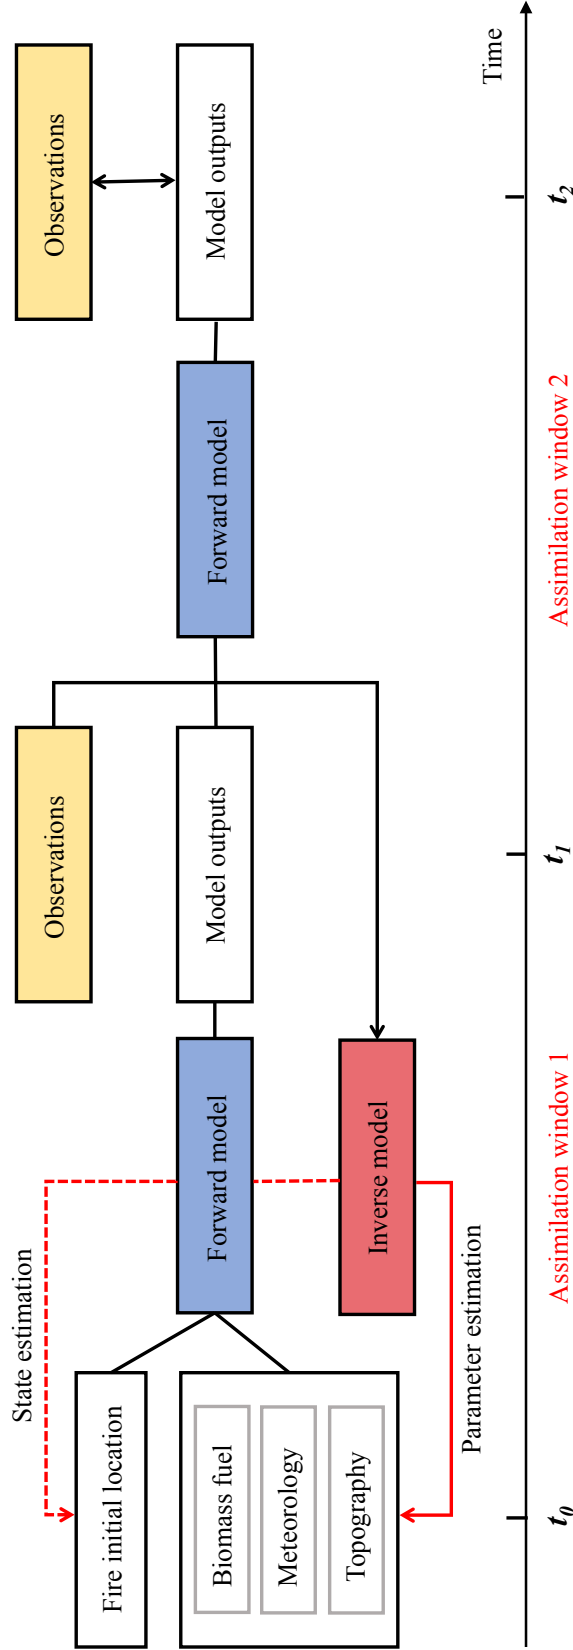 State estimation
Fire initial location
Biomass fuel
Meteorology
Topography
Parameter estimation
Forward model
Inverse model
Observations
Model outputs
Forward model
Observations
Model outputs
Time
t0
t1
t2
Assimilation window 1
Assimilation window 2